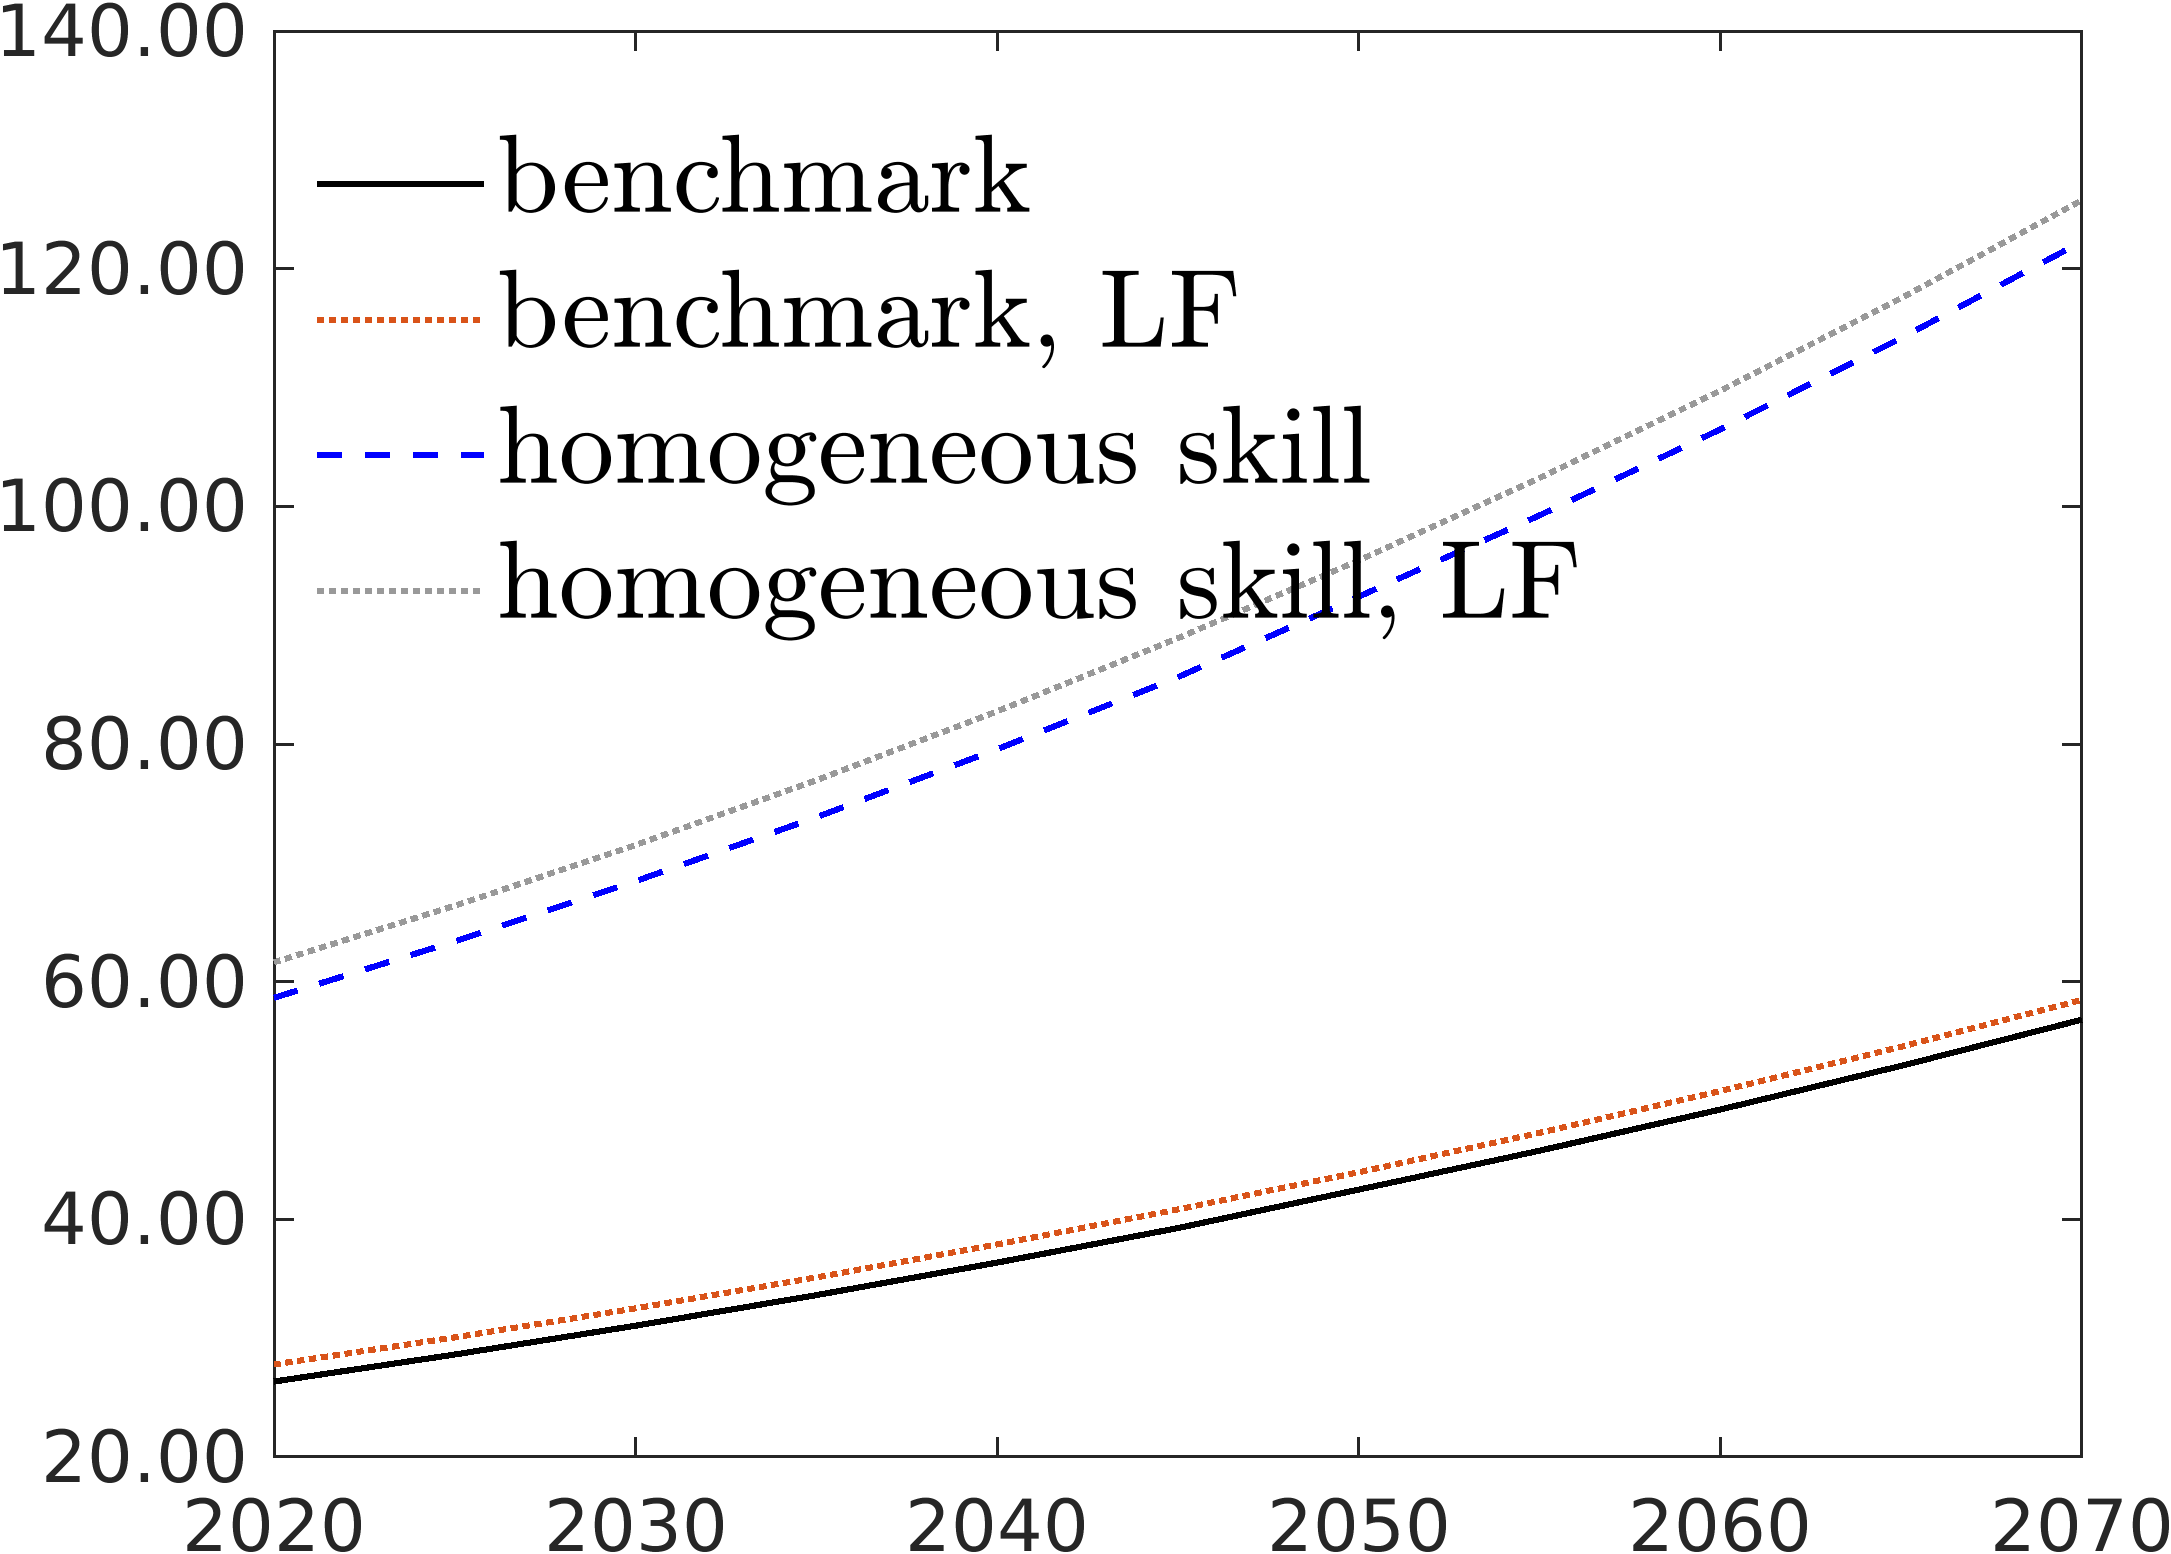 140.00
120.00
100.00
80.00
60.00
40.00
20.00
benchmark
benchmark, LF
homogeneous skill
homogeneous skill, LF
2020 2030 2040 2050 2060 2070